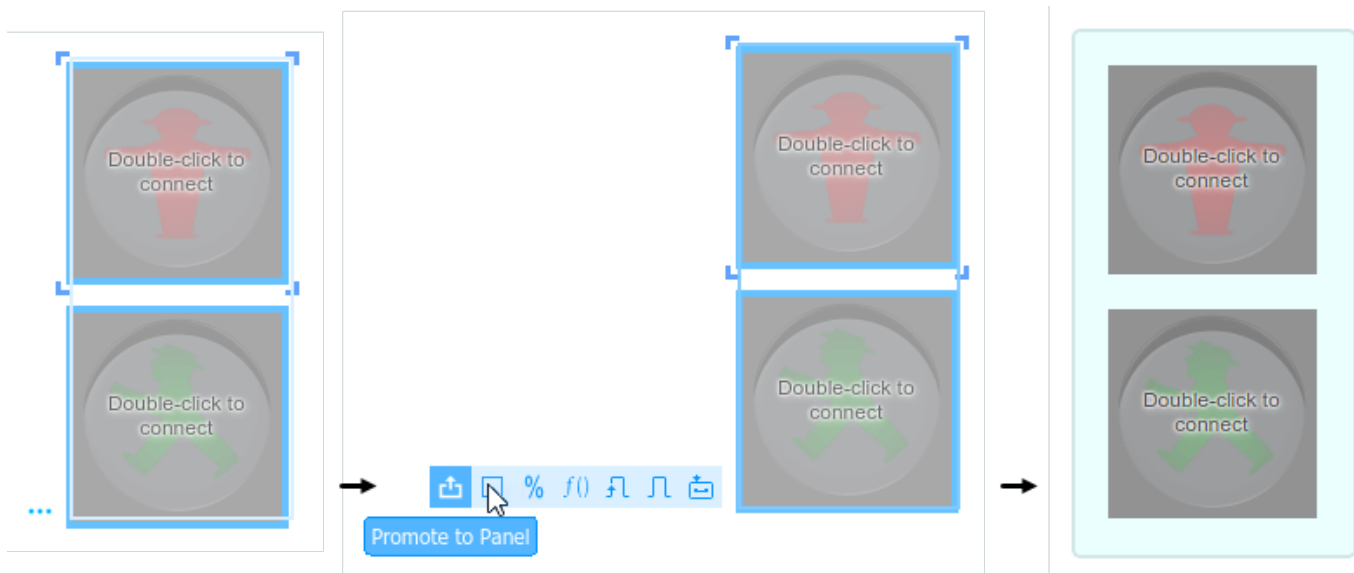 Double-click to
connect
Double-click to
connect
...
Double-click to
connect
Double-click to
connect
% f()
Promote to Panel
Double-click to
connect
Double-click to
connect